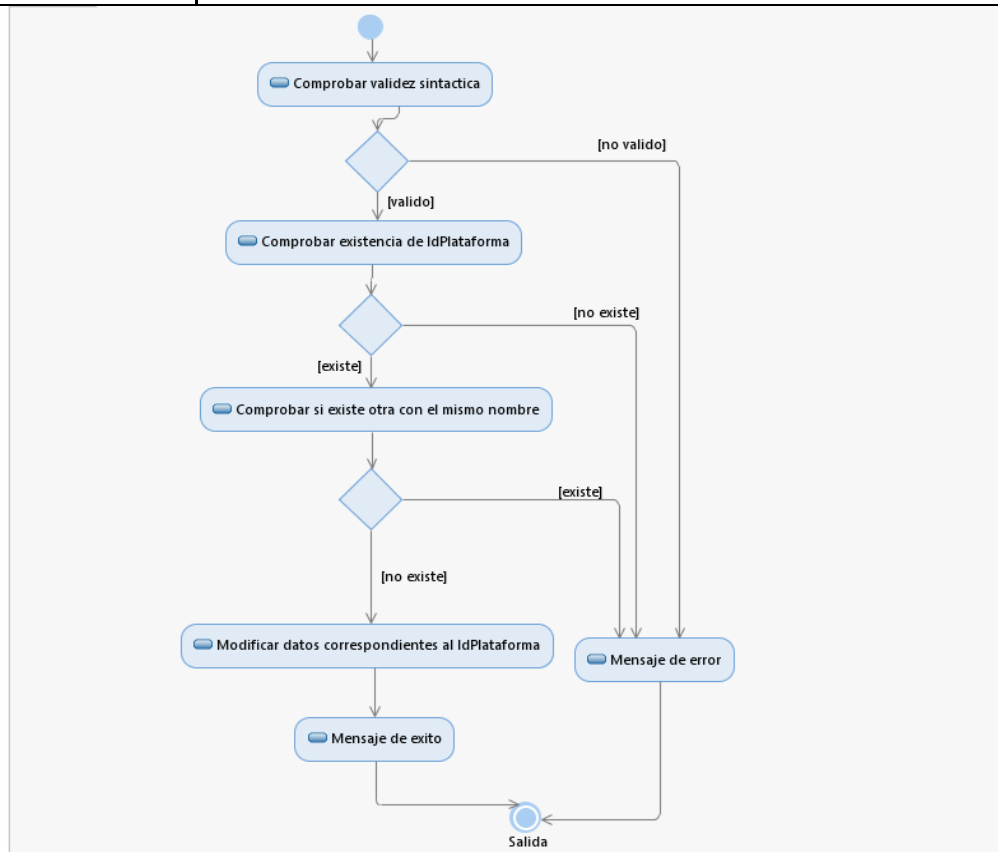 Comprobar validez sintactica
[no valido]
[valido]
Comprobar existencia de IdPlataforma
[no existe]
[existe]
Comprobar si existe otra con el mismo nombre
[existe]
[no existe]
Modificar datos correspondientes al IdPlataforma
Mensaje de error
Mensaje de exito
Salida